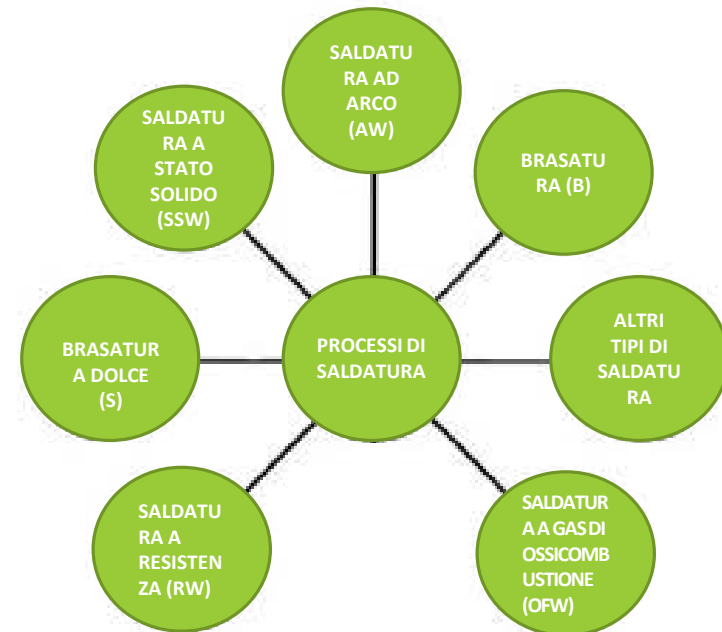 SALDATU
RA AD
ARCO
(AW)
SALDATU
RA A
STATO
SOLIDO
(SSW)
BRASATU
RA (B)
BRASATUR
A DOLCE
(S)
PROCESSI DI
SALDATURA
ALTRI
TIPI DI
SALDATU
RA
SALDATU
RA A
RESISTEN
ZA (RW)
SALDATUR
A A GAS DI
OSSICOMB
USTIONE
(OFW)